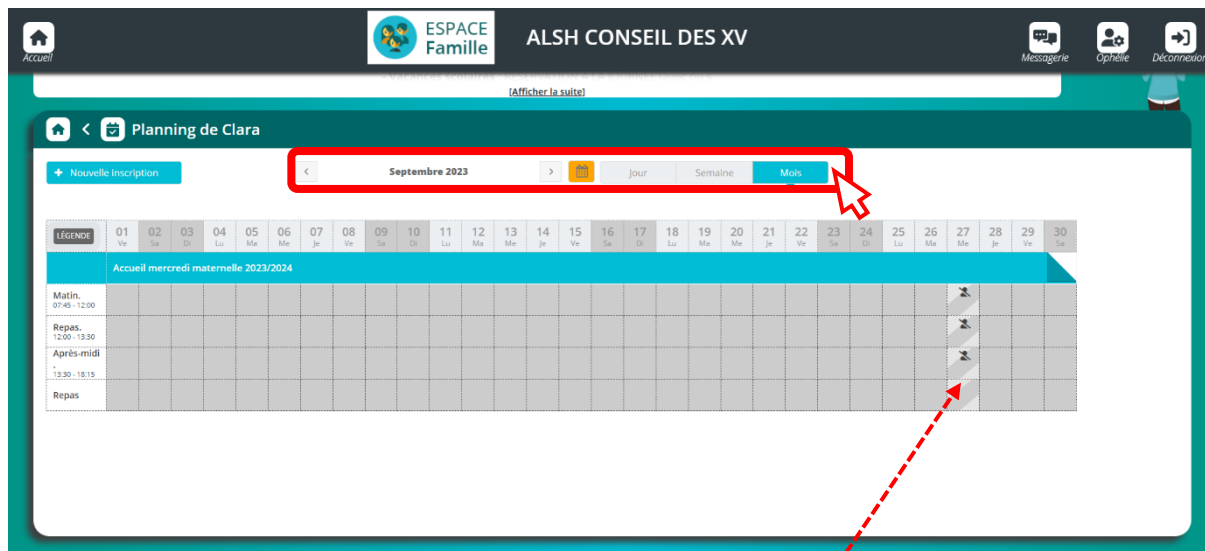 ESPACE
Famille
ALSH CONSEIL DES XV
Accueil
Messagerie
Ophélie
Déconnexion
[Afficher la suite]
Planning de Clara
+ Nouvelle inscription
< Septembre 2023 >
Jour Semaine Mois
LÉGENDE 01 02 03 04 05 06 07 08 09 10 11 12 13 14 15 16 17 18 19 20 21 22 23 24 25 26 27 28 29 30
Ve Sa Di Lu Ma Me Je Ve Sa Di Lu Ma Me Je Ve Sa Di Lu Ma Me Je Ve Sa Di Lu Ma Me Je Ve Sa
Accueil mercredi maternelle 2023/2024
Matin.
07:45 - 12:00
Repas.
12:00 - 13:30
Après-midi
.
13:30 - 18:15
Repas